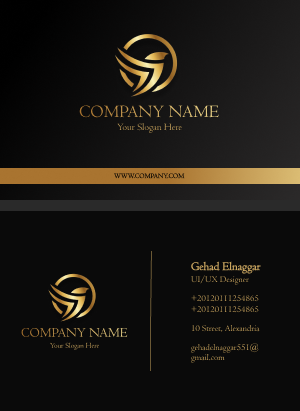 COMPANY NAME
Your Slogan Here
WWW.COMPANY.COM
Gehad Elnaggar
UI/UX Designer
+20120111254865
+20120111254865
10 Street, Alexandria
gehadelnaggar551@
gmail.com
COMPANY NAME
Your Slogan Here